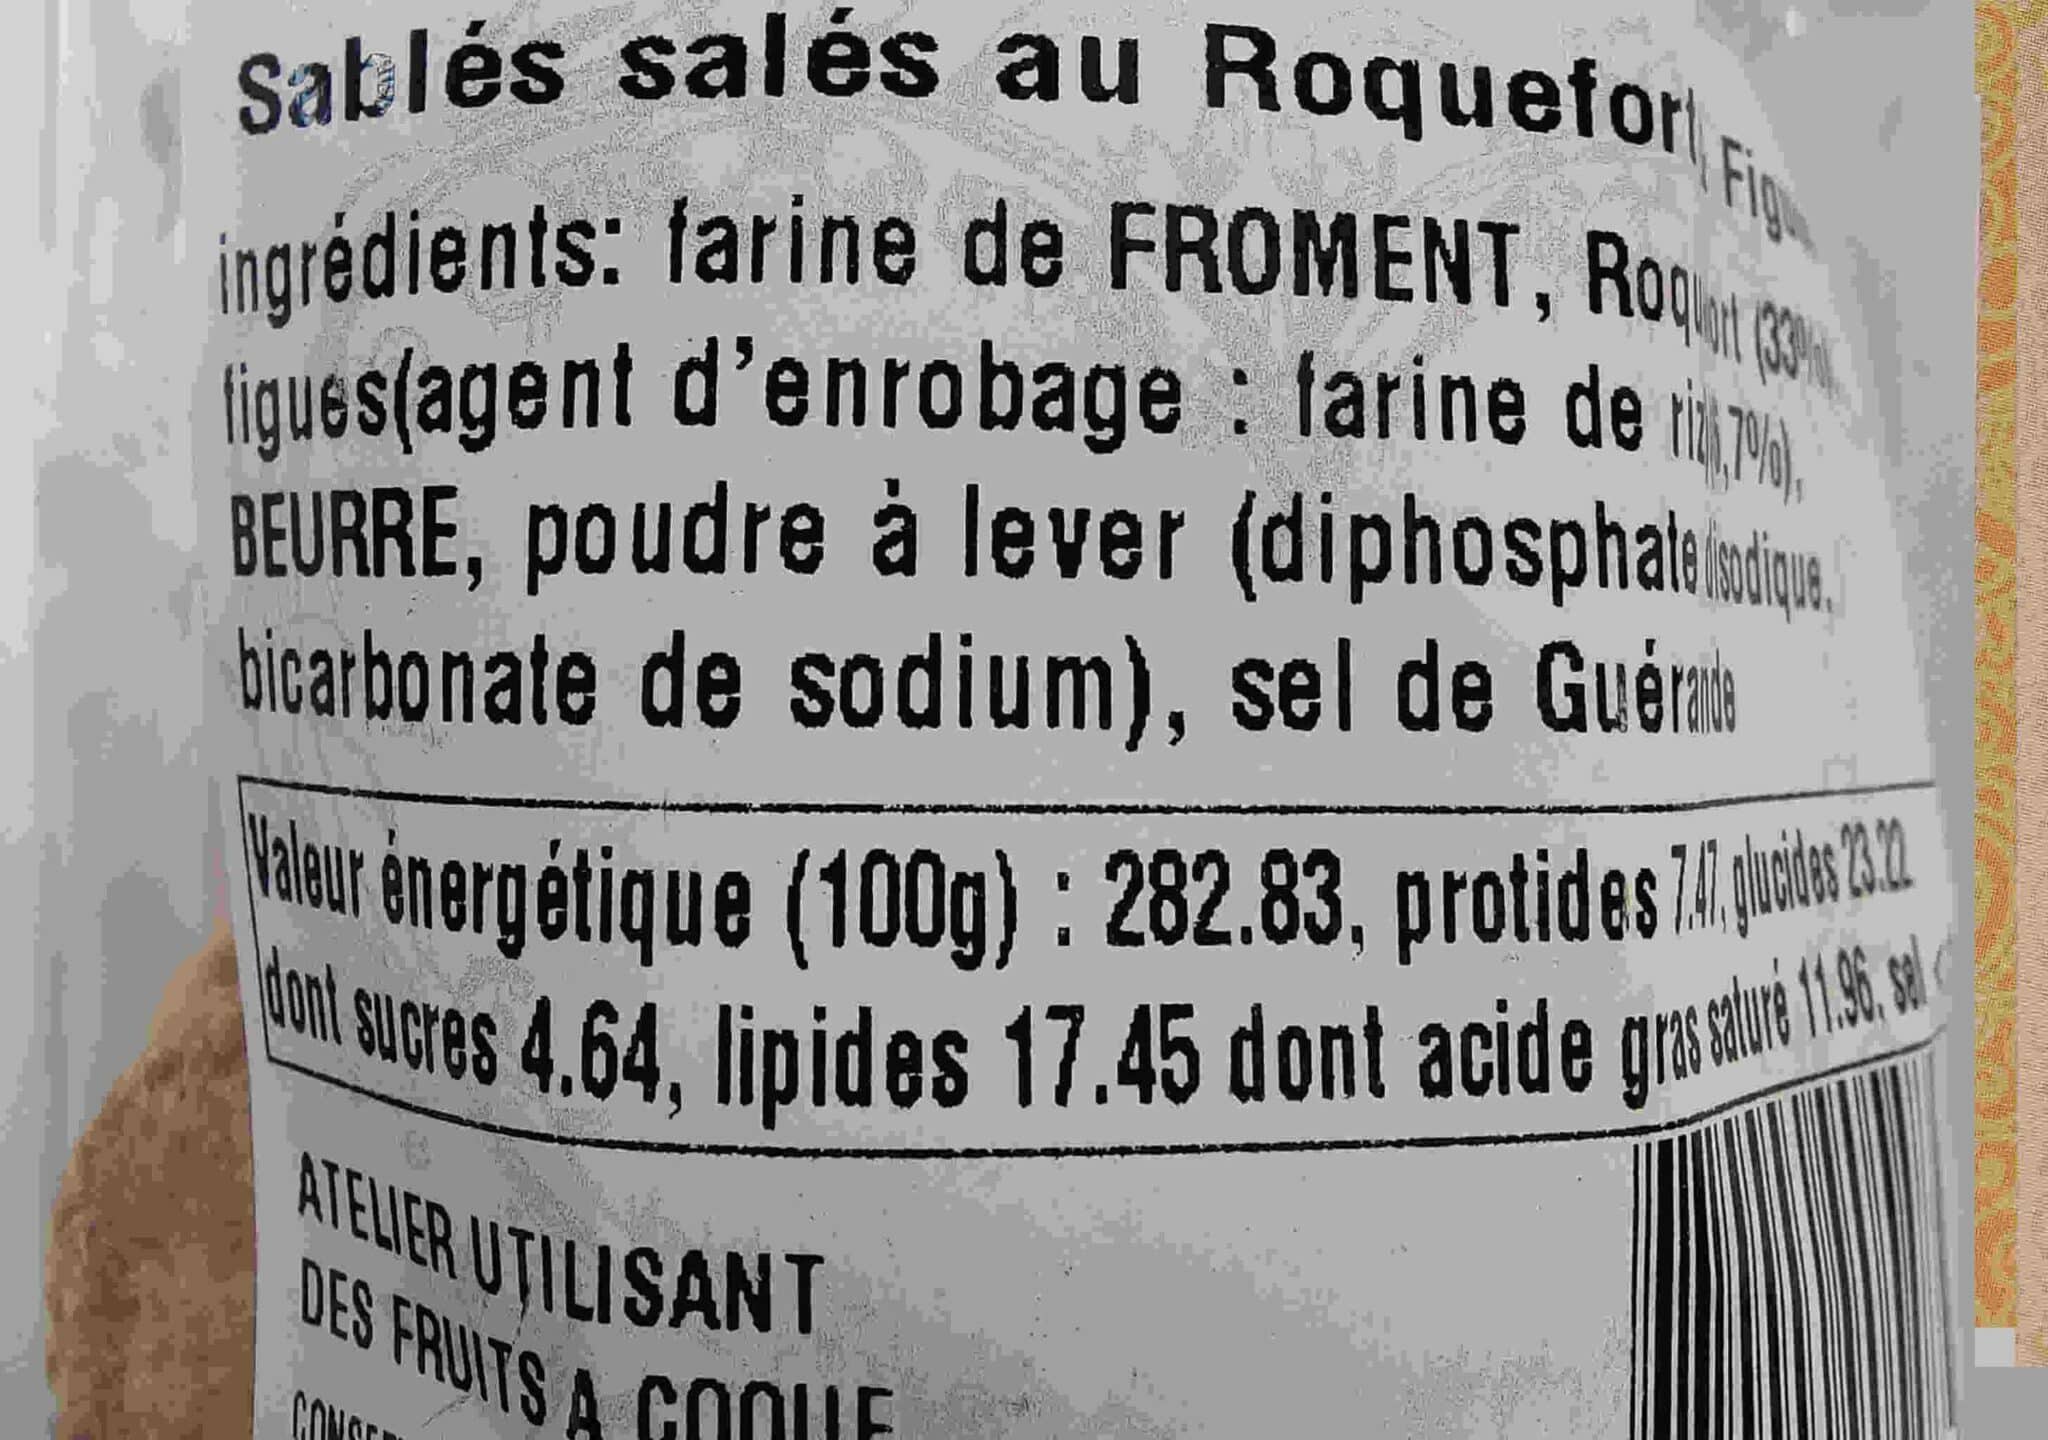 Sablés salés au Roquefort,
ingrédients: farine de FROMENT, Roquefort (33%),
figues(agent d'enrobage : farine de riz
BEURRE, poudre à lever (diphosphate disodique,
bicarbonate de sodium), sel de Guérande
Valeur énergétique (100g) : 282.83, protides 7.47, glucides 23.22
dont sucres 4.64, lipides 17.45 dont acide gras saturé 11.96, sel
ATELIER UTILISANT
DES FRUITS A COQUE